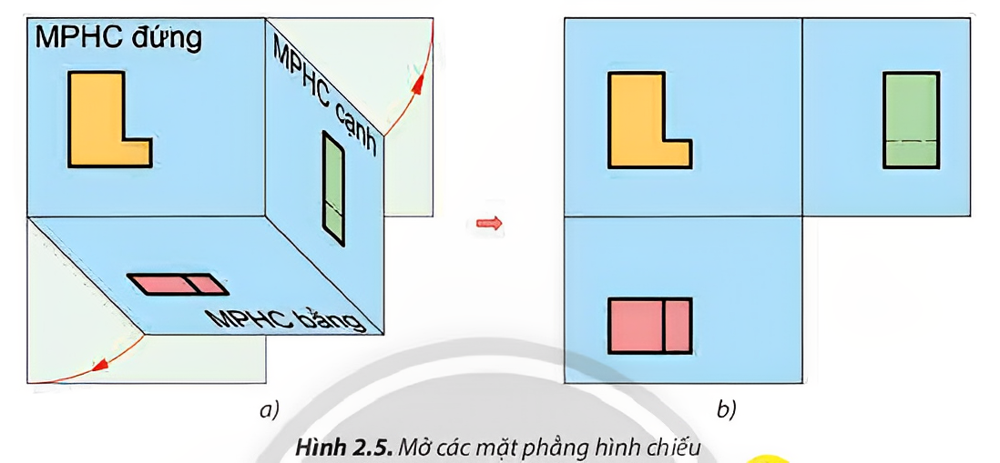 MPHC đứng
MPHC cạnh
MPHC bằng
a)
b)
Hình 2.5. Mở các mặt phẳng hình chiếu